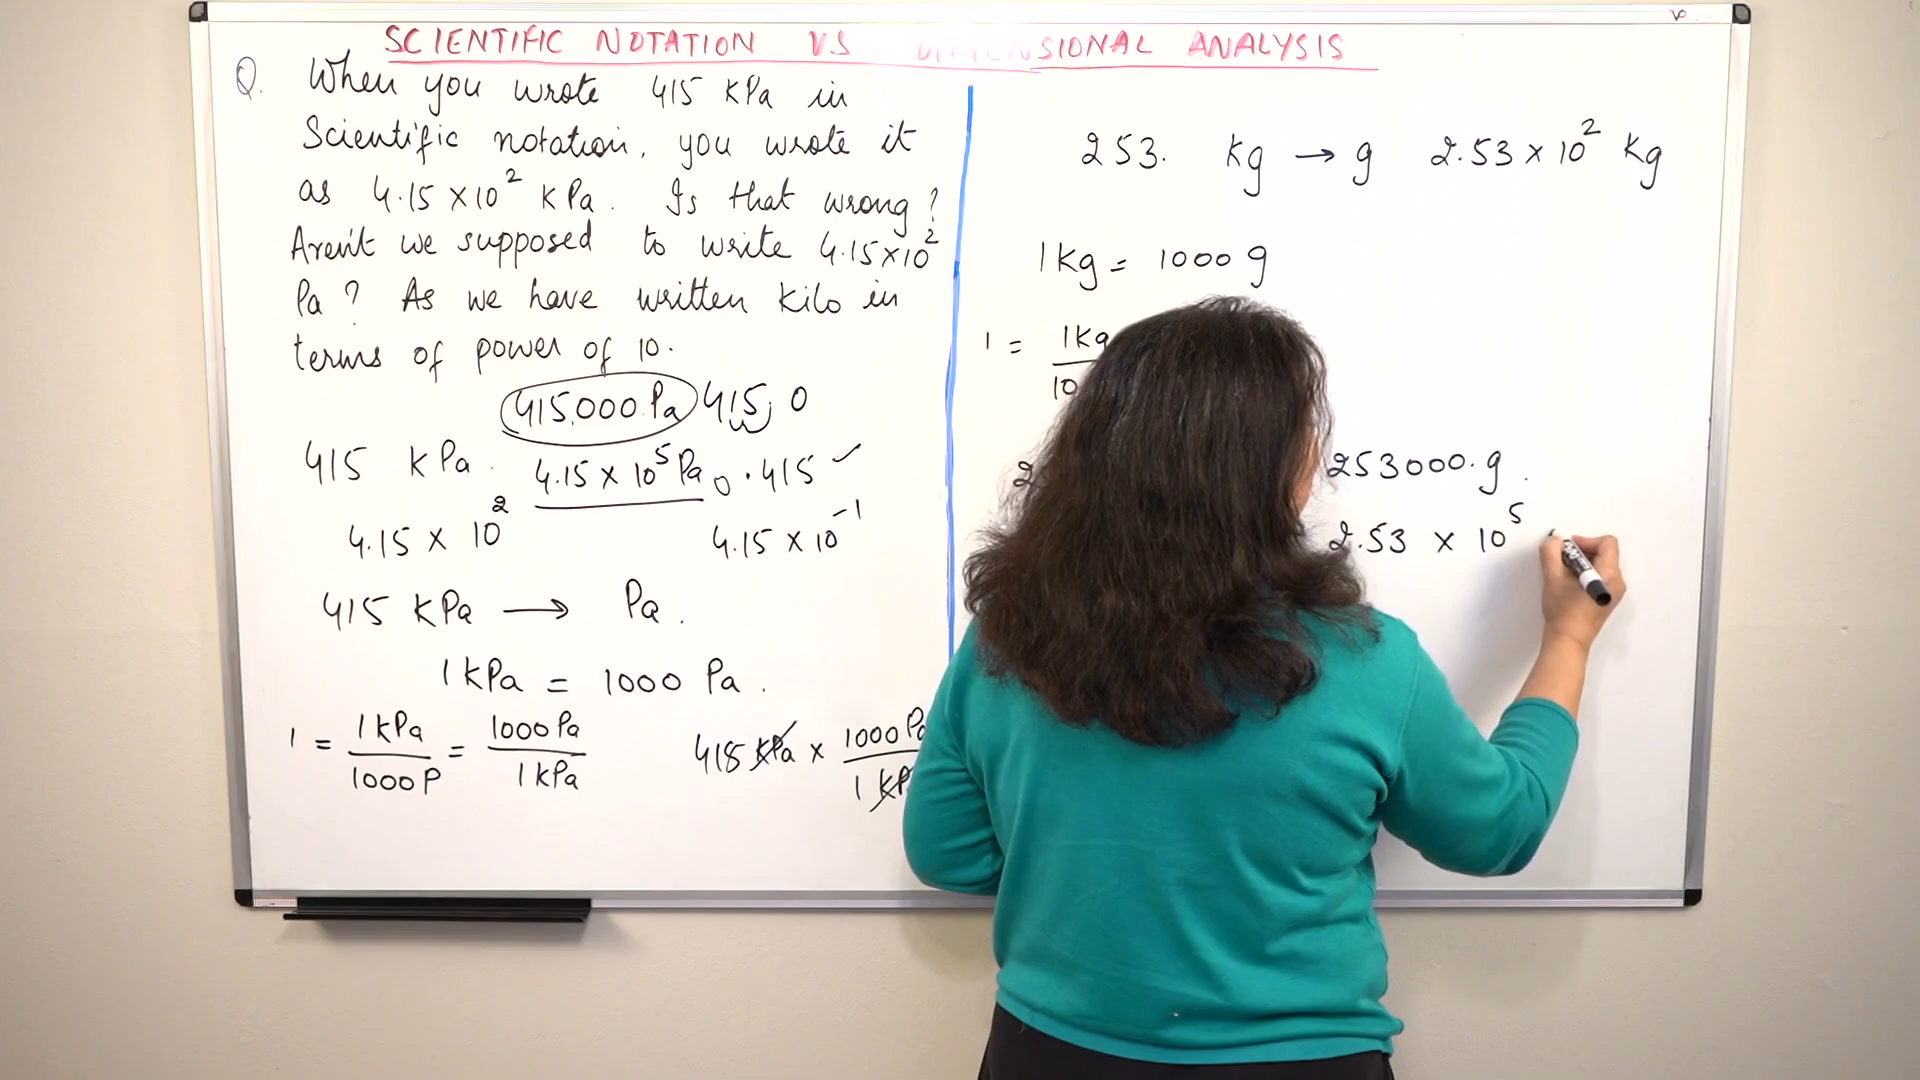 SCIENTIFIC NOTATION VS DIMENSIONAL ANALYSIS
Q. When you wrote 415 kPa in
Scientific notation, you wrote it
as 4.15 x 10² kPa. Is that wrong?
Aren't we supposed to write 4.15x10²
Pa? As we have written Kilo in
terms of power of 10.
415,000 Pa 415, 0
415 kPa. 4.15 x 10⁵ Pa 0.415 ✓
4.15 x 10² 4.15 x 10⁻¹
415 kPa → Pa.
1 kPa = 1000 Pa.
1 = 1 kPa / 1000 P = 1000 Pa / 1 kPa 415 kPa x 1000 Pa / 1 kP
253. kg → g 2.53 x 10² kg
1 kg = 1000 g
1 = 1 kg / 10
2 253000. g.
2.53 x 10⁵